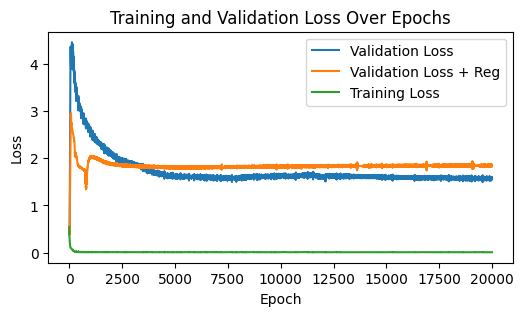 Training and Validation Loss Over Epochs
Loss
4
3
2
1
0
Validation Loss
Validation Loss + Reg
Training Loss
0 2500 5000 7500 10000 12500 15000 17500 20000
Epoch